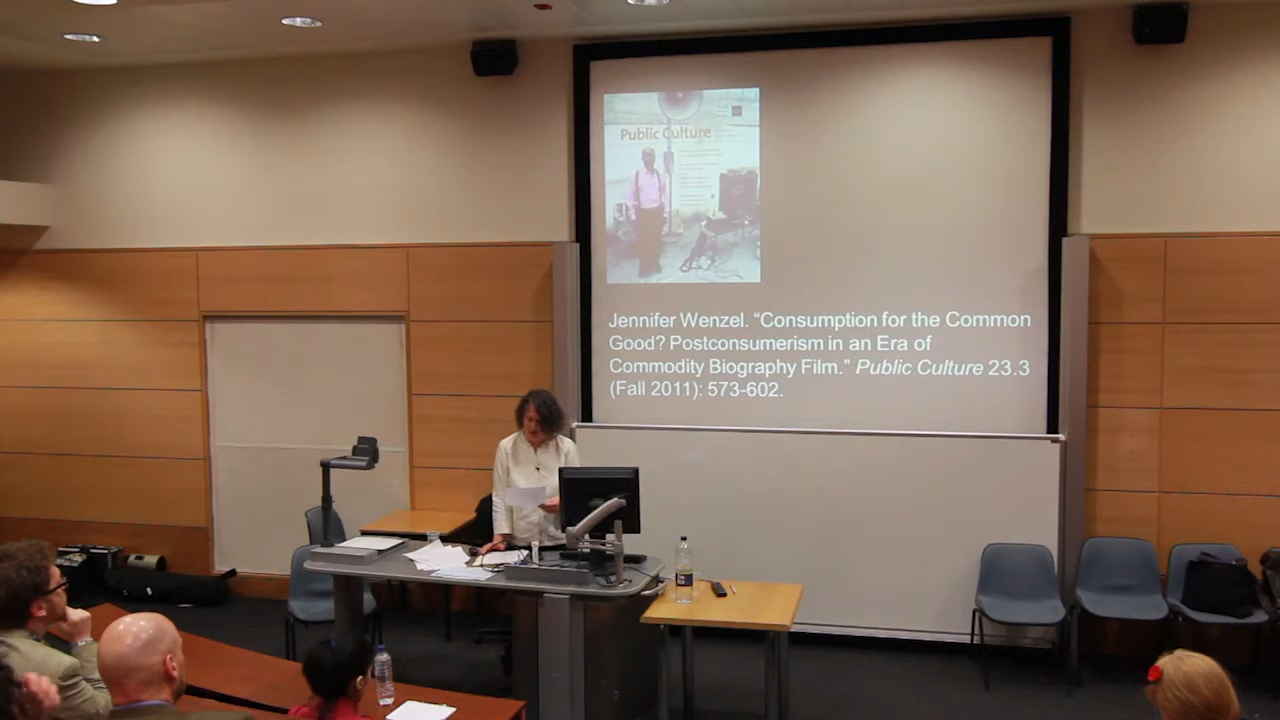 Public Culture
Jennifer Wenzel. “Consumption for the Common
Good? Postconsumerism in an Era of
Commodity Biography Film.” Public Culture 23.3
(Fall 2011): 573-602.